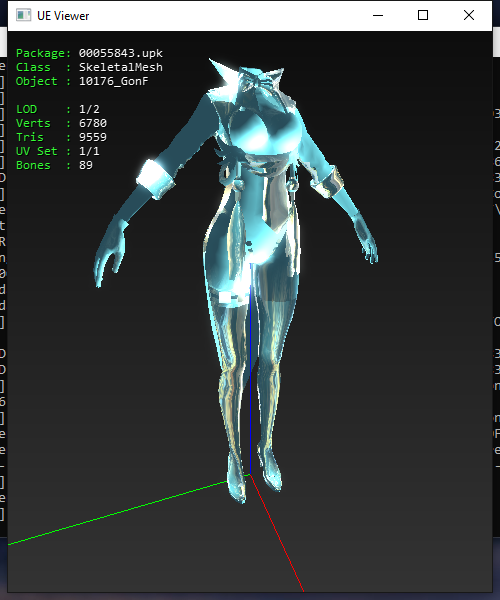 UE Viewer
Package: 00055843.upk
Class  : SkeletalMesh
Object : 10176_GonF
LOD    : 1/2
Verts  : 6780
Tris   : 9559
UV Set : 1/1
Bones  : 89